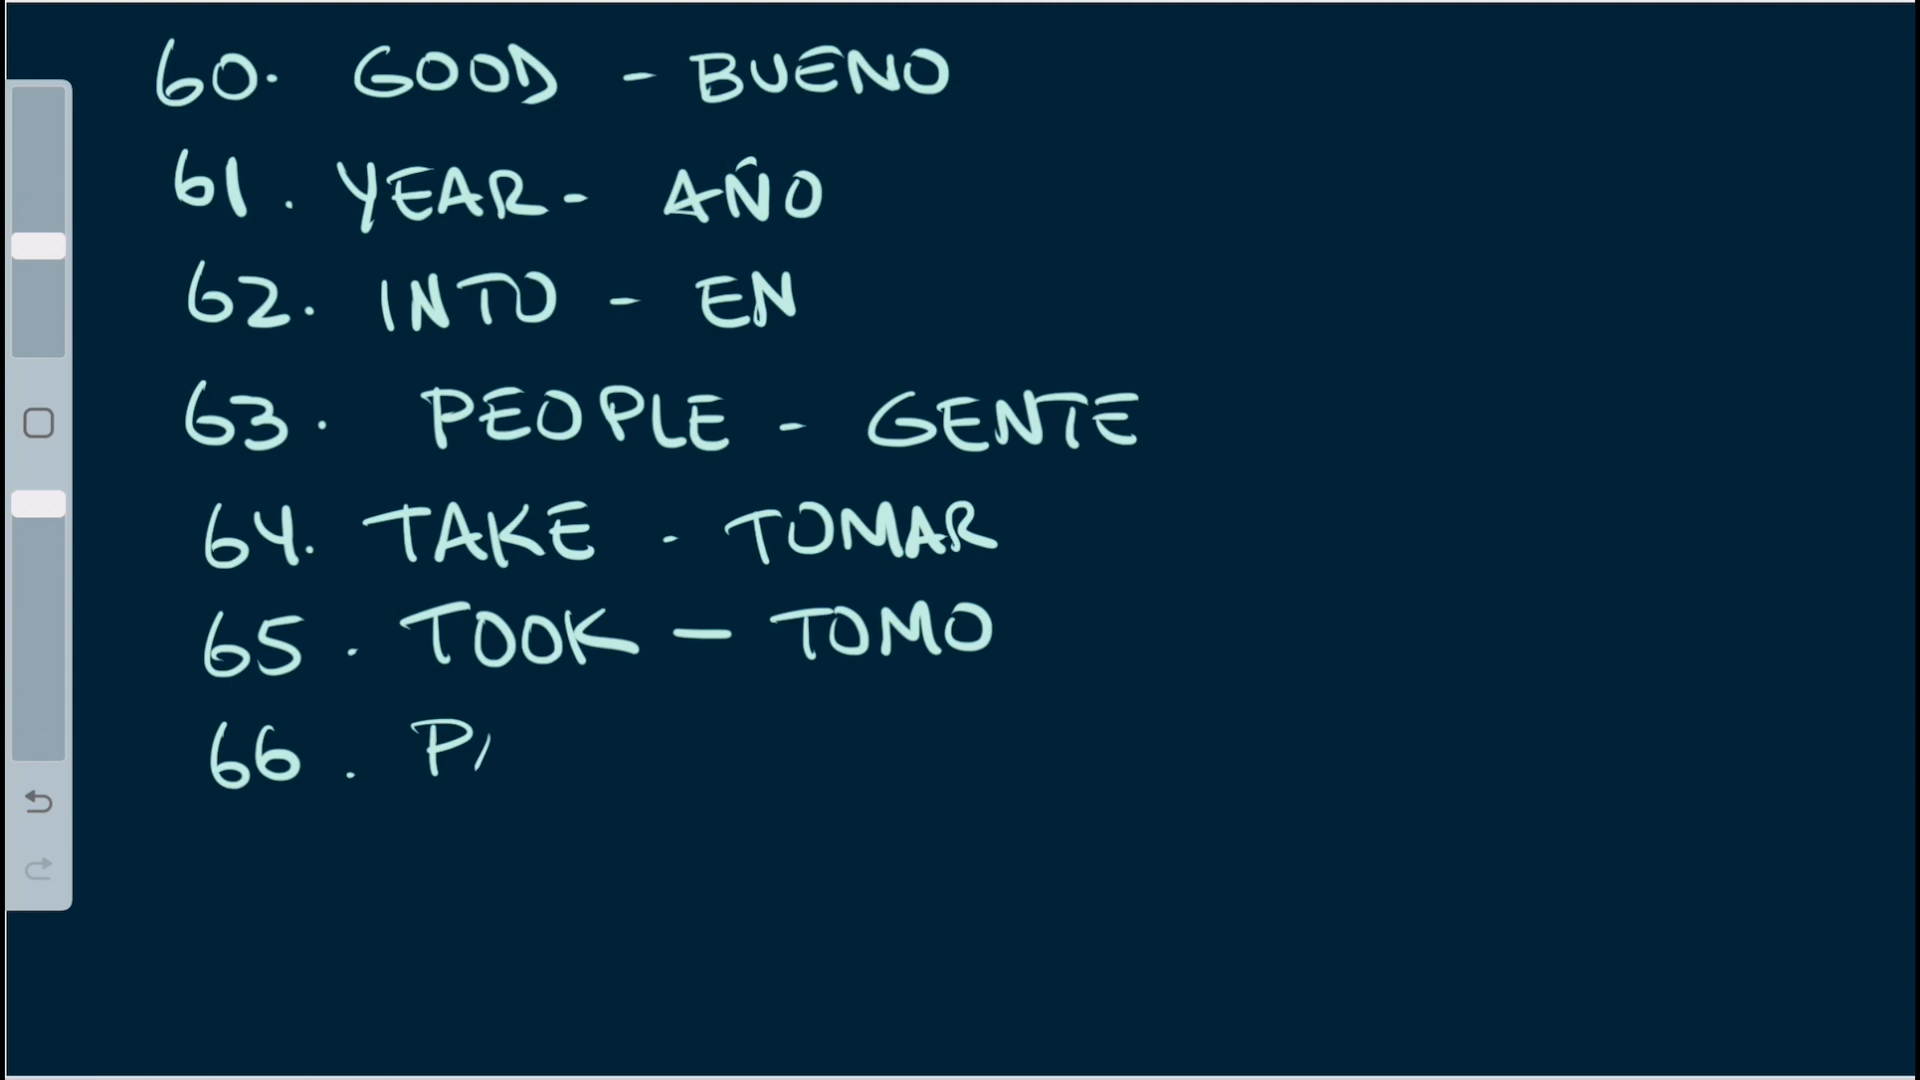 60. GOOD - BUENO
61. YEAR - AÑO
62. INTO - EN
63. PEOPLE - GENTE
64. TAKE - TOMAR
65. TOOK - TOMO
66. P